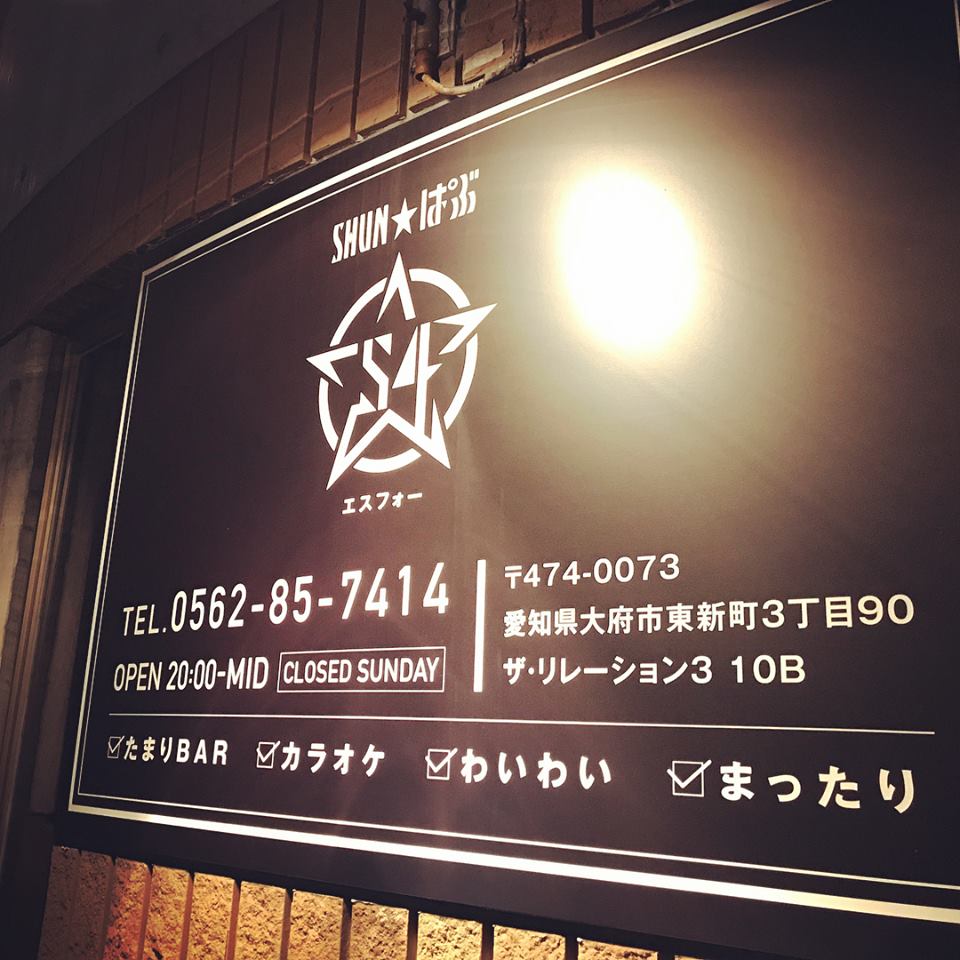 SHUN★ぱぶ
S4
エスフォー
TEL.0562-85-7414
OPEN 20:00-MID CLOSED SUNDAY
〒474-0073
愛知県大府市東新町3丁目90
ザ・リレーション3 10B
☑たまりBAR ☑カラオケ ☑わいわい ☑まったり